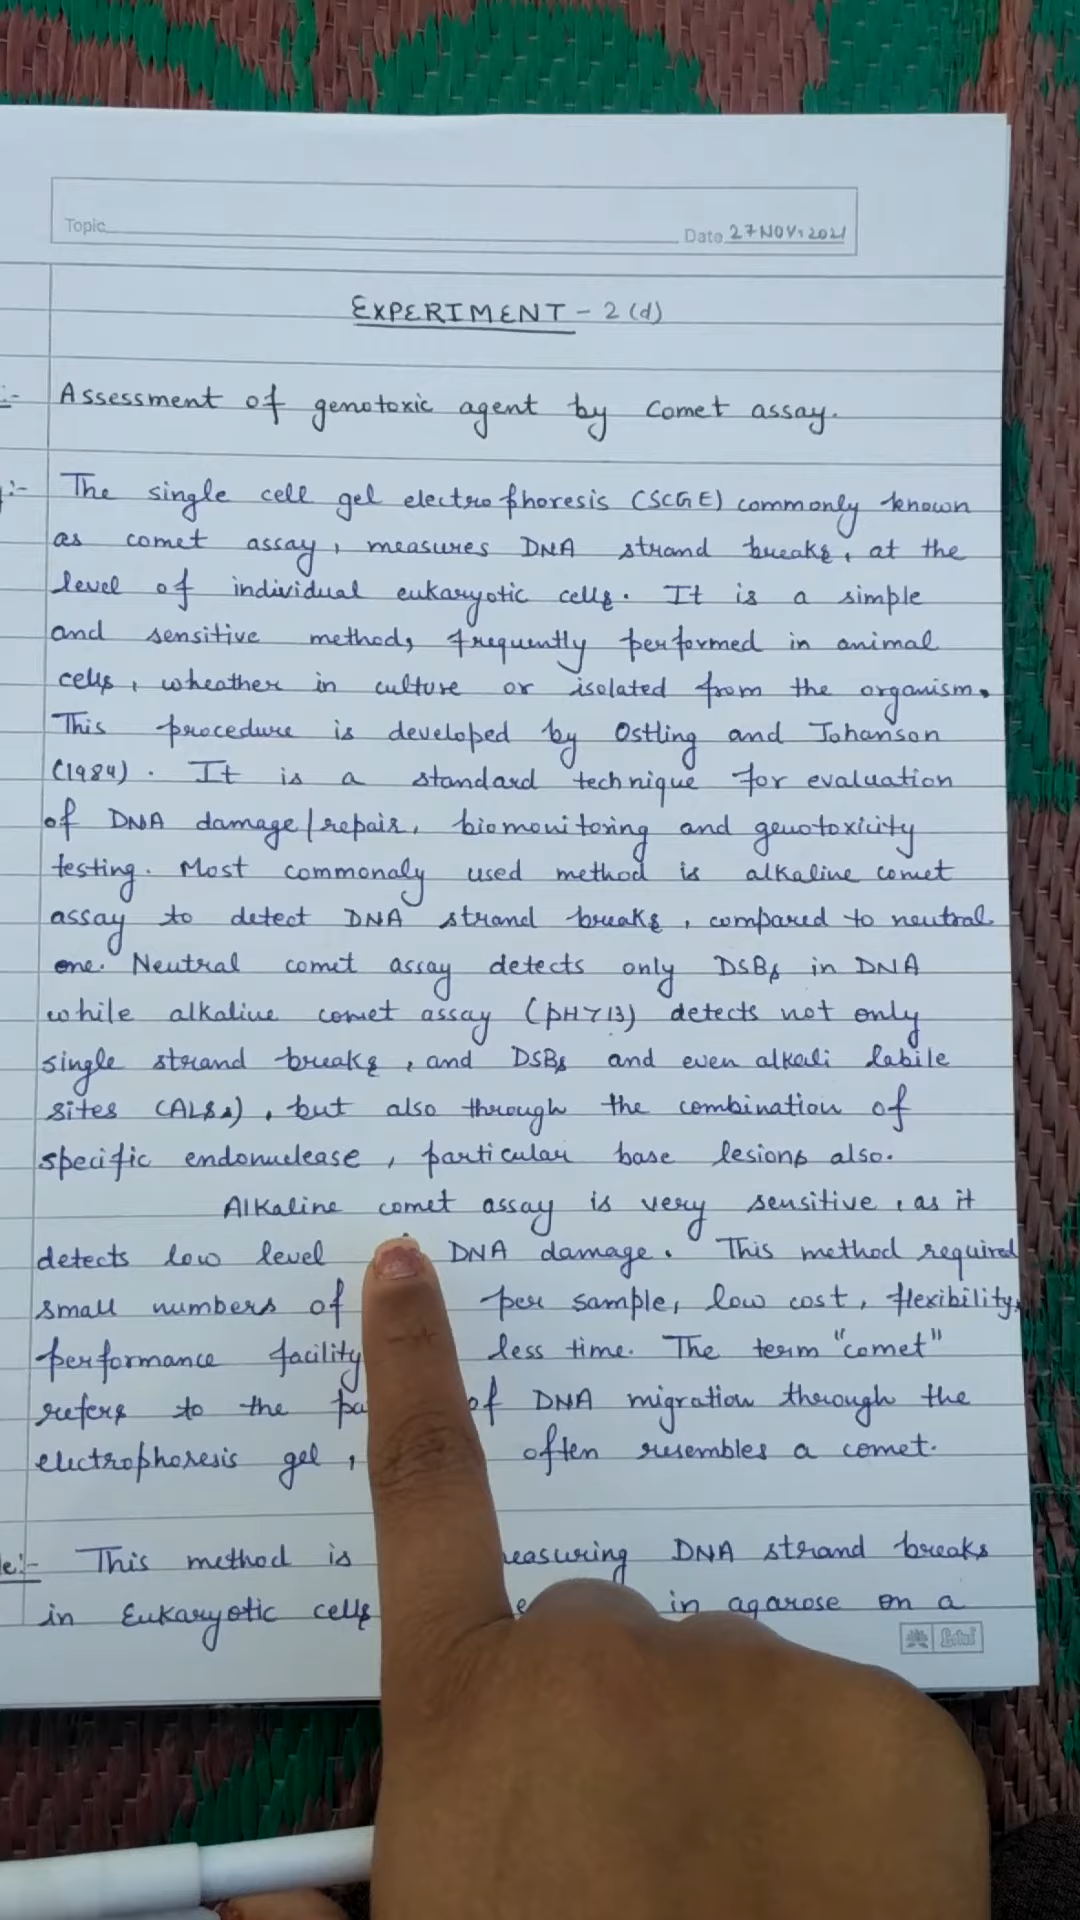 Topic
Date 27 NOV, 2021
EXPERIMENT - 2 (d)
:- Assessment of genotoxic agent by comet assay.
:- The single cell gel electrophoresis (SCGE) commonly known
as comet assay, measures DNA strand breaks, at the
level of individual eukaryotic cells. It is a simple
and sensitive method, frequently performed in animal
cells, wheather in culture or isolated from the organism.
This procedure is developed by Ostling and Johanson
(1984). It is a standard technique for evaluation
of DNA damage/repair, biomonitoring and genotoxicity
testing. Most commonaly used method is alkaline comet
assay to detect DNA strand breaks, compared to neutral
one. Neutral comet assay detects only DSBs in DNA
while alkaline comet assay (pH>13) detects not only
single strand breaks, and DSBs and even alkali labile
sites (ALSs), but also through the combination of
specific endonuclease, particular base lesions also.
Alkaline comet assay is very sensitive, as it
detects low level DNA damage. This method required
small numbers of per sample, low cost, flexibility,
performance facility less time. The term "comet"
refers to the pa of DNA migration through the
electrophoresis gel, often resembles a comet.
le:- This method is measuring DNA strand breaks
in Eukaryotic cells in agarose on a